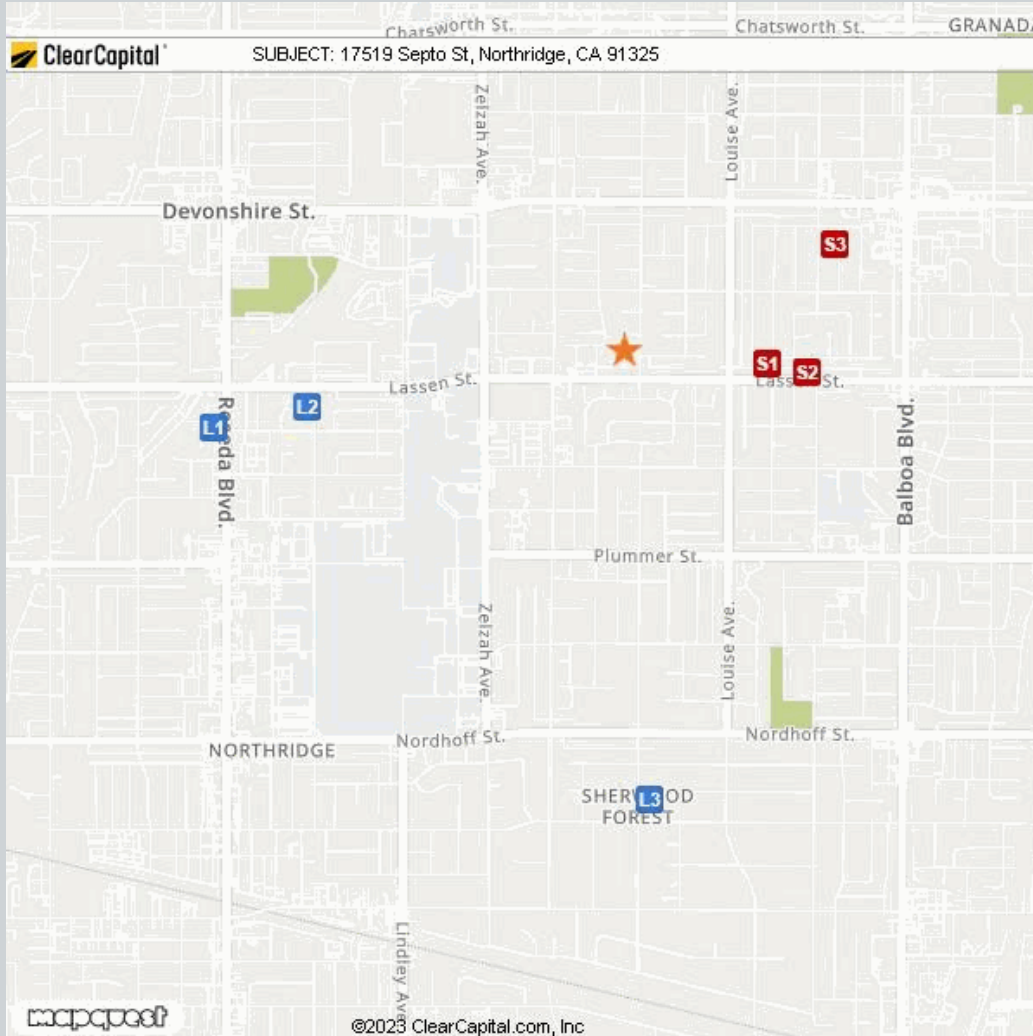 Chatsworth St.
Chatsworth St.
GRANADA
ClearCapital
SUBJECT: 17519 Septo St, Northridge, CA 91325
Zelzah Ave.
Louise Ave.
Devonshire St.
S3
S1
S2
Lassen St.
Lassen St.
L2
L1
Reseda Blvd.
Balboa Blvd.
Plummer St.
Zelzah Ave.
Louise Ave.
NORTHRIDGE
Nordhoff St.
Nordhoff St.
SHERWOOD
FOREST
L3
Lindley Ave
mapquest
©2023 ClearCapital.com, Inc